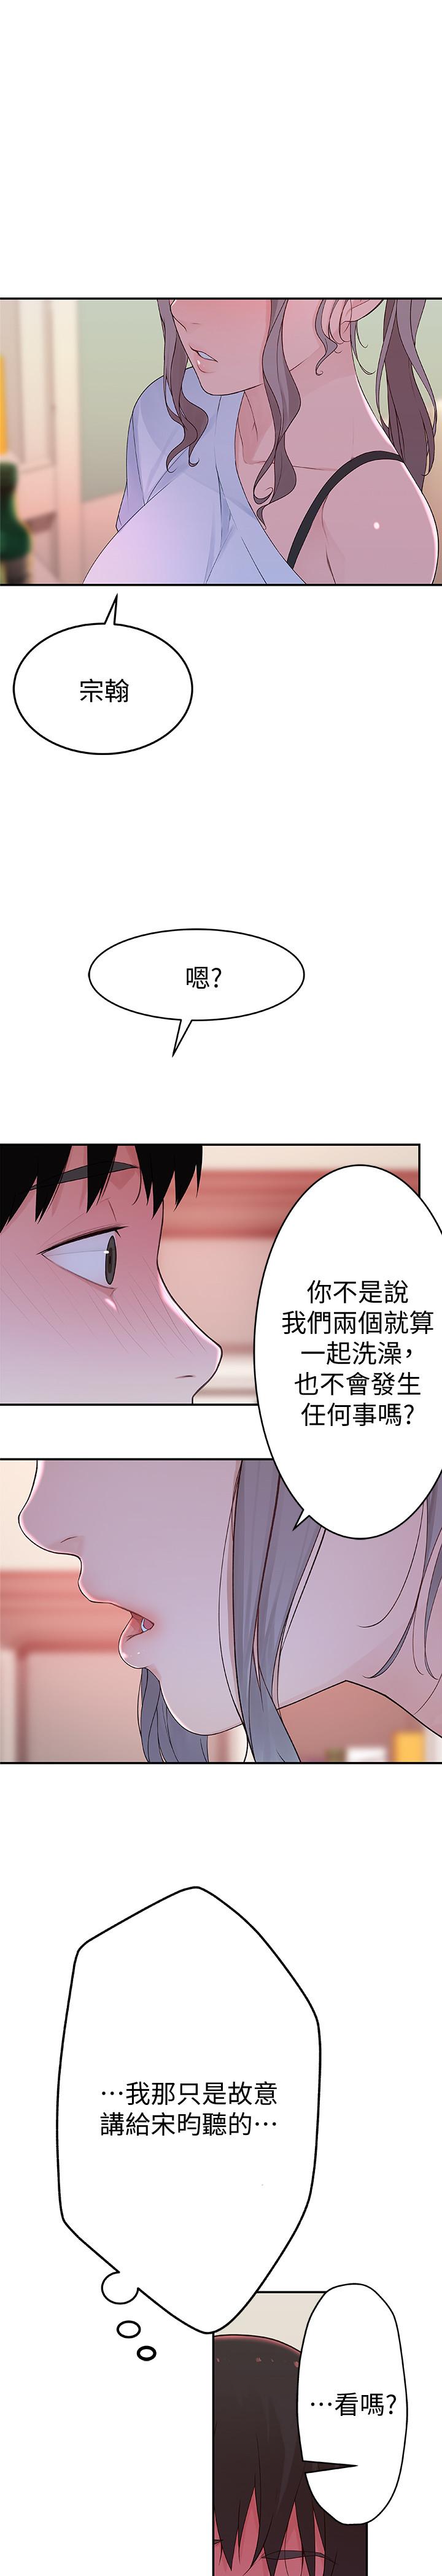 宗翰
嗯?
你不是說
我們兩個就算
一起洗澡,
也不會發生
任何事嗎?
⋯我那只是故意
講給宋昀聽的⋯
⋯看嗎?